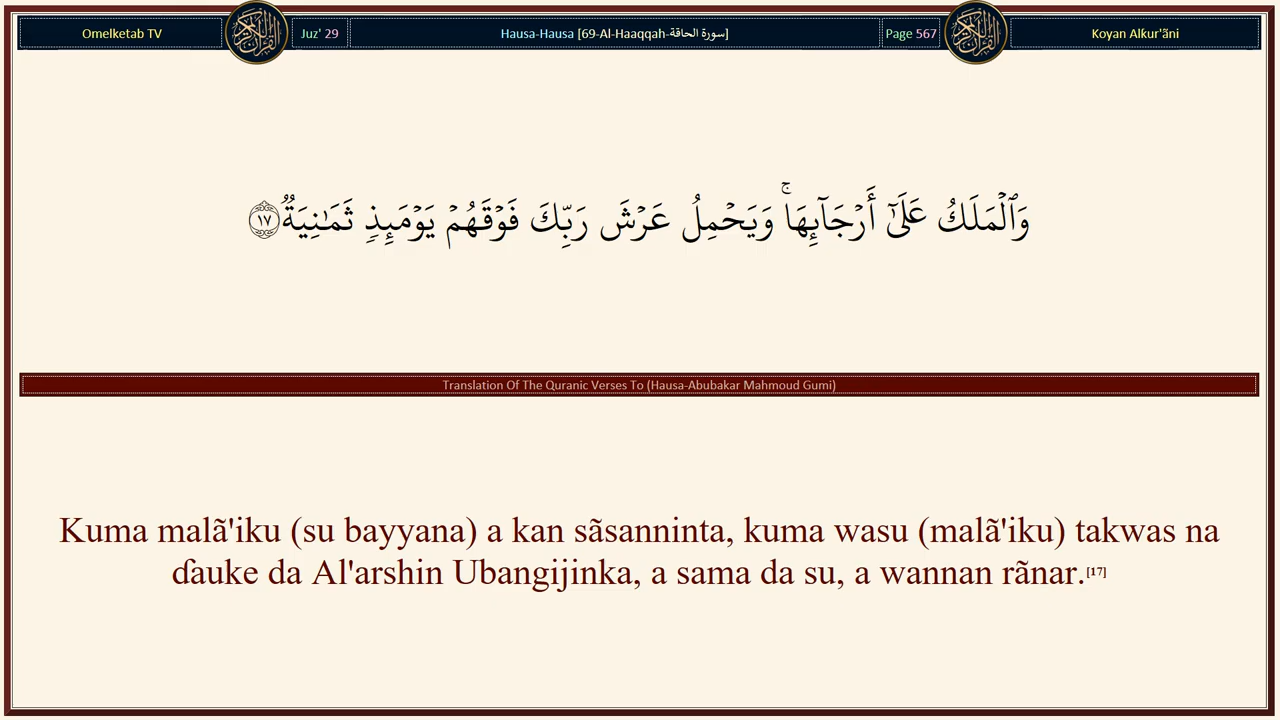 Omelketab TV
Juz' 29
Hausa-Hausa [69-Al-Haaqqah-سورة الحاقة]
Page 567
Koyan Alƙur'ãni
وَٱلۡمَلَكُ عَلَىٰٓ أَرۡجَآئِهَاۚ وَيَحۡمِلُ عَرۡشَ رَبِّكَ فَوۡقَهُمۡ يَوۡمَئِذٖ ثَمَٰنِيَةٞ ١٧
Translation Of The Quranic Verses To (Hausa-Abubakar Mahmoud Gumi)
Kuma malã'iku (su bayyana) a kan sãsanninta, kuma wasu (malã'iku) takwas na
ɗauke da Al'arshin Ubangijinka, a sama da su, a wannan rãnar.[17]